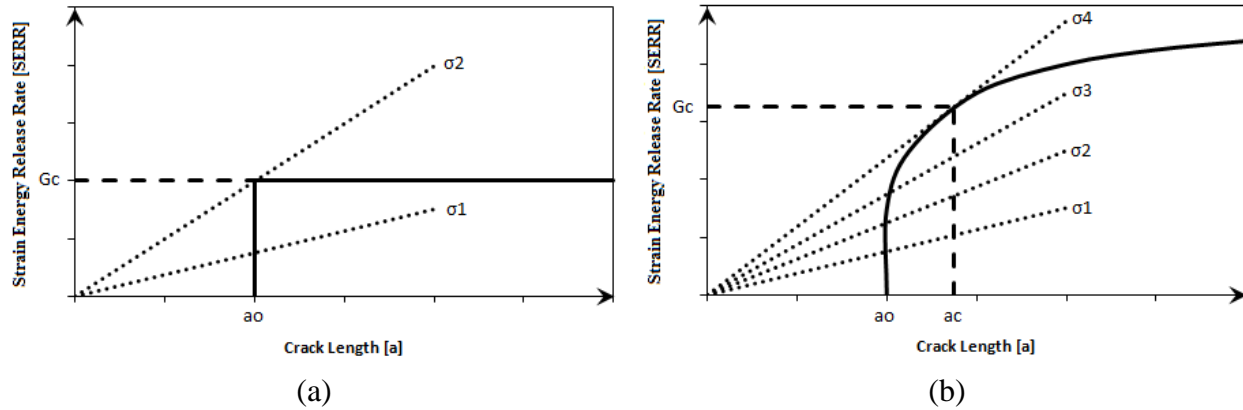 Strain Energy Release Rate [SERR]
σ2
Gc
σ1
ao
Crack Length [a]
(a)
Strain Energy Release Rate [SERR]
σ4
Gc
σ3
σ2
σ1
ao
ac
Crack Length [a]
(b)